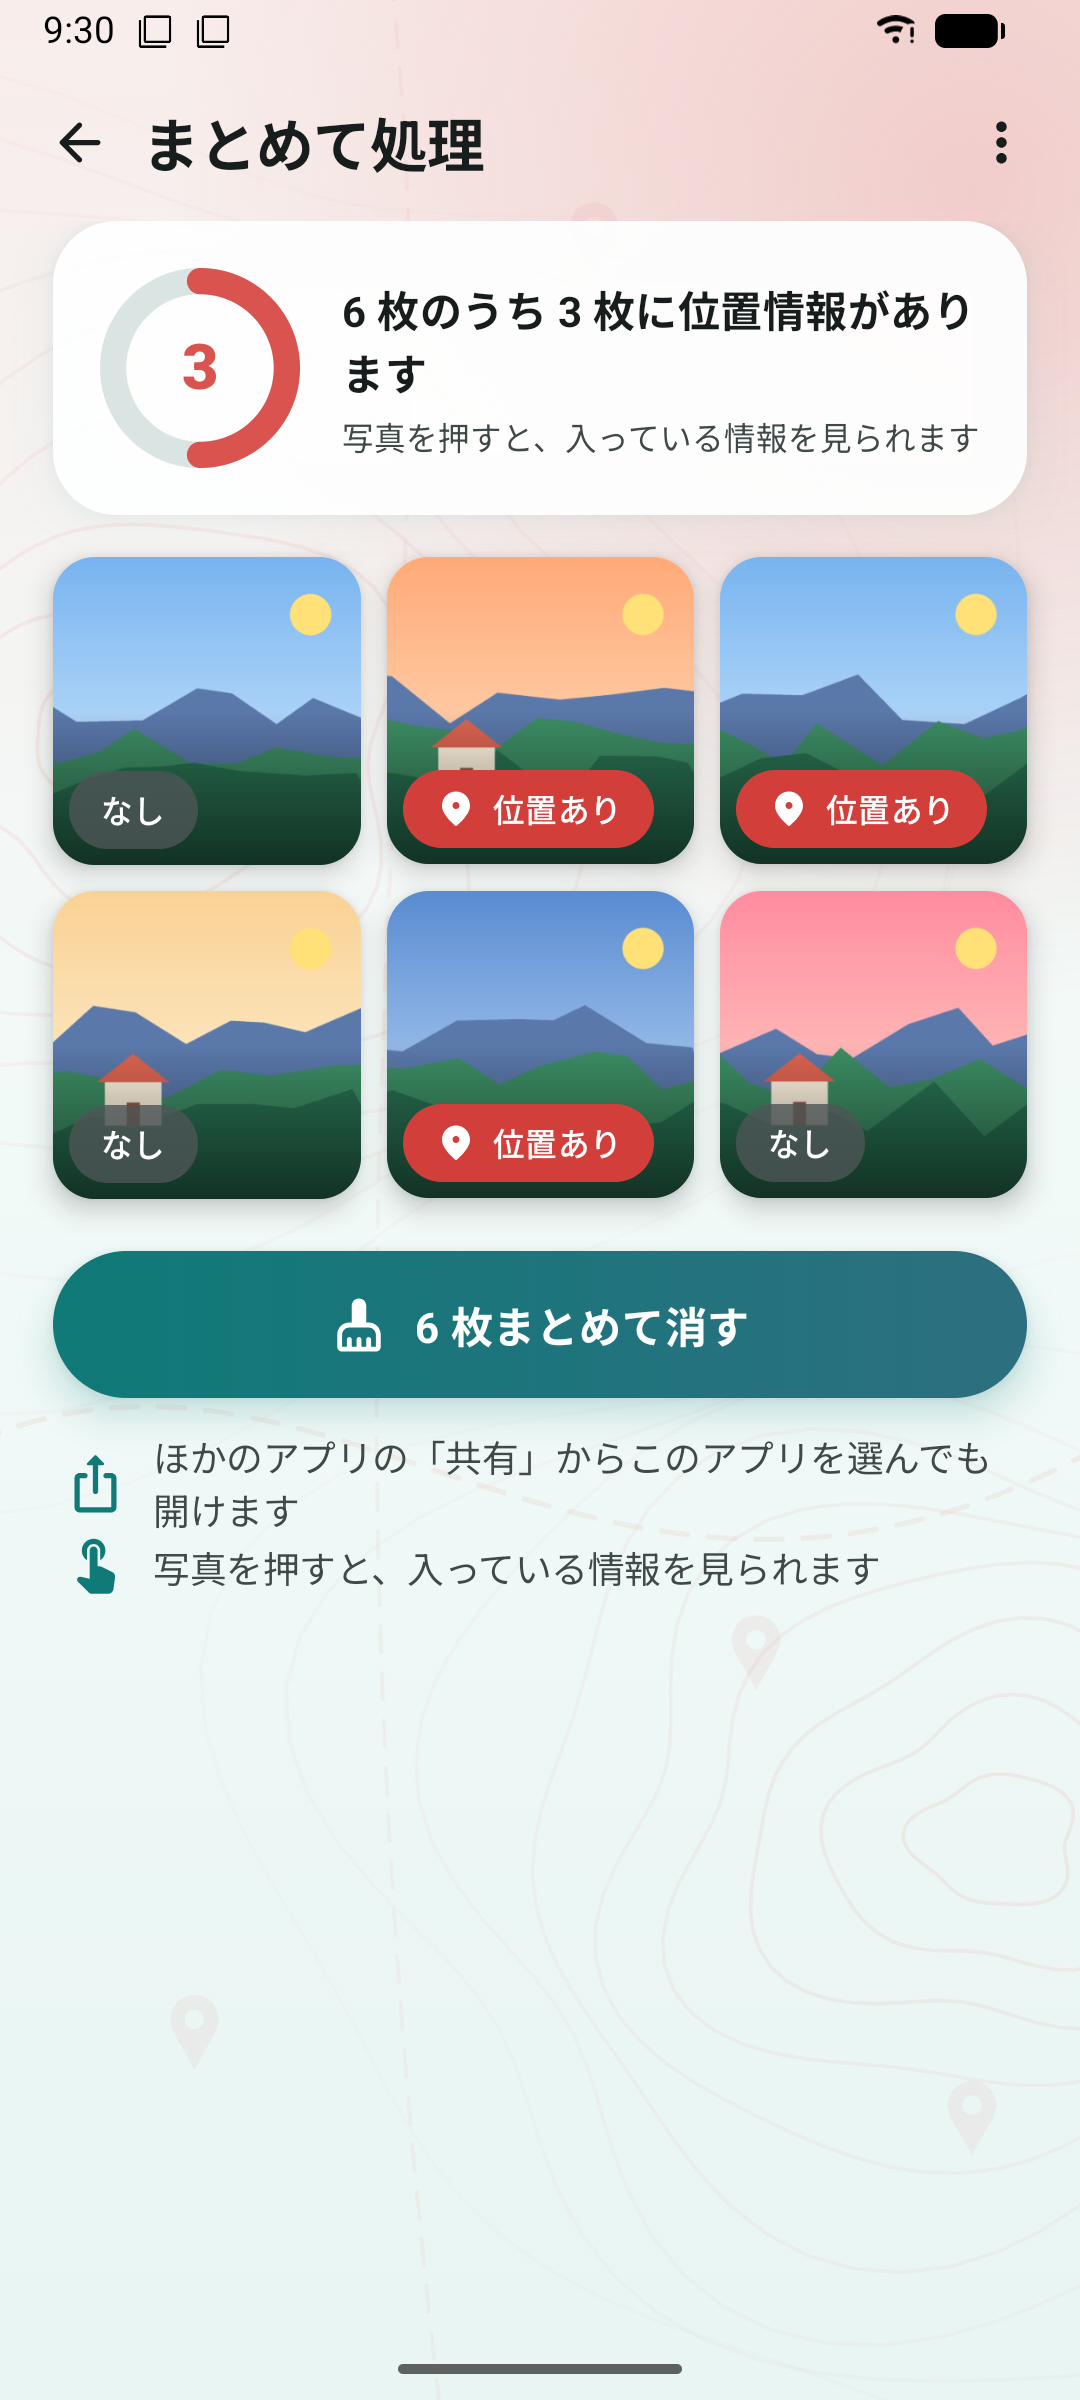 9:30
まとめて処理
3
6 枚のうち 3 枚に位置情報があり
ます
写真を押すと、入っている情報を見られます
なし
位置あり
位置あり
なし
位置あり
なし
6 枚まとめて消す
ほかのアプリの「共有」からこのアプリを選んでも
開けます
写真を押すと、入っている情報を見られます